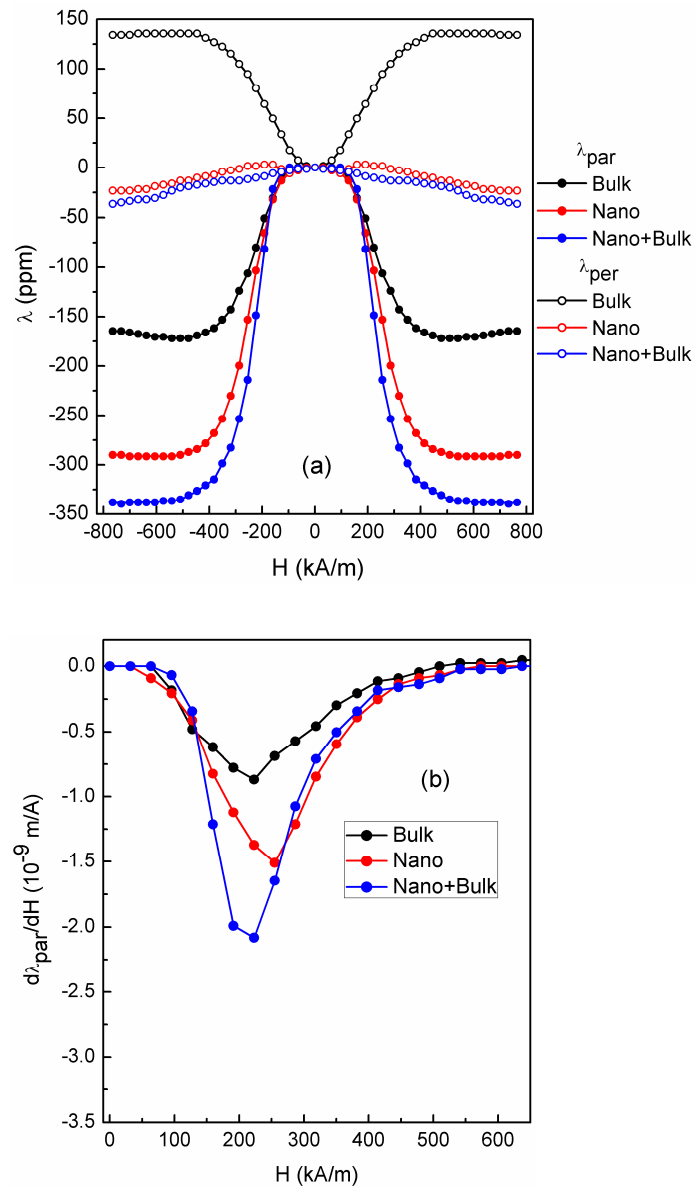 150
100
50
0
-50
-100
-150
-200
-250
-300
-350
λ (ppm)
-800 -600 -400 -200 0 200 400 600 800
H (kA/m)
(a)
λpar
Bulk
Nano
Nano+Bulk
λper
Bulk
Nano
Nano+Bulk
0.0
-0.5
-1.0
-1.5
-2.0
-2.5
-3.0
-3.5
dλpar/dH (10-9 m/A)
(b)
Bulk
Nano
Nano+Bulk
0 100 200 300 400 500 600
H (kA/m)